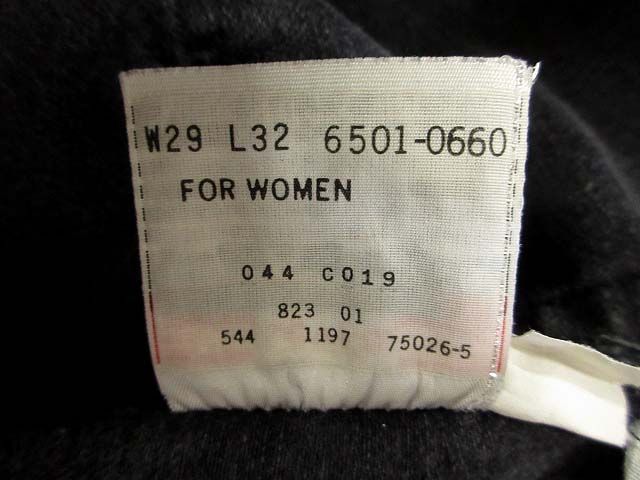 W29 L32 6501-0660
FOR WOMEN
044 C019
823 01
544 1197 75026-5